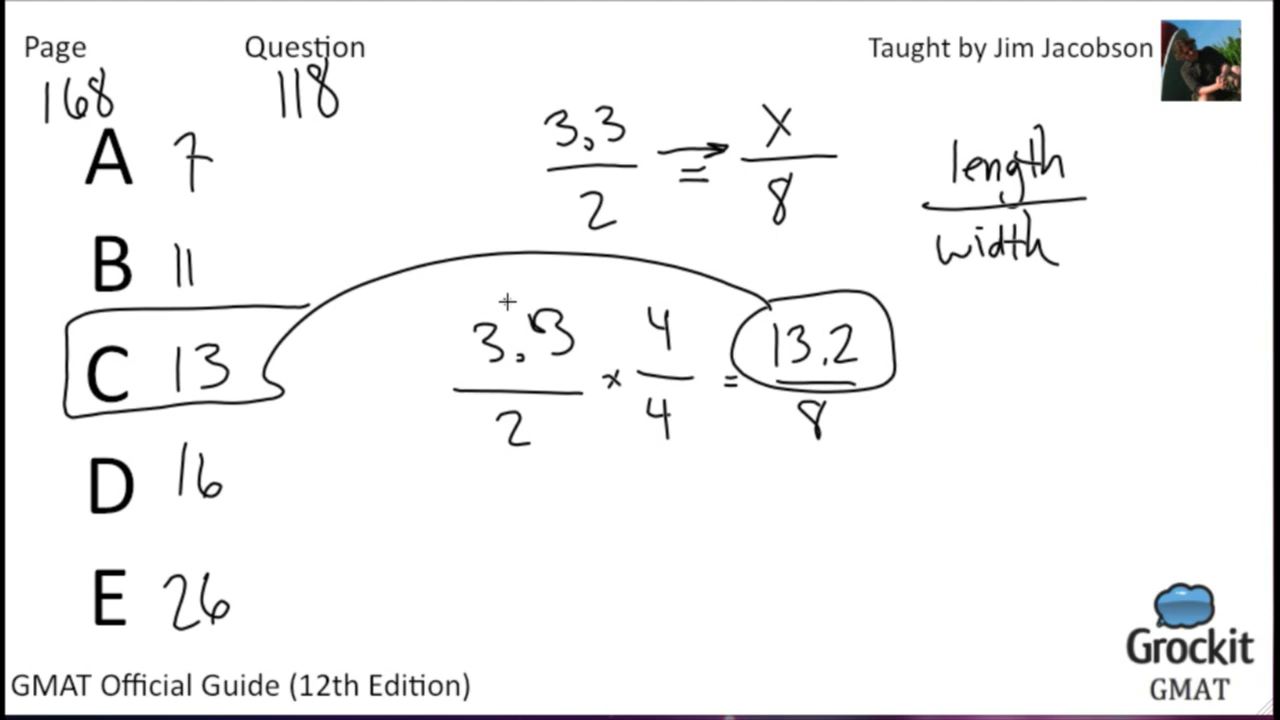 Page Question Taught by Jim Jacobson
168 118
A 7
B 11
C 13
D 16
E 26
3.3/2 → = x/8
length/width
3.3/2 × 4/4 = 13.2/8
GMAT Official Guide (12th Edition)
Grockit
GMAT